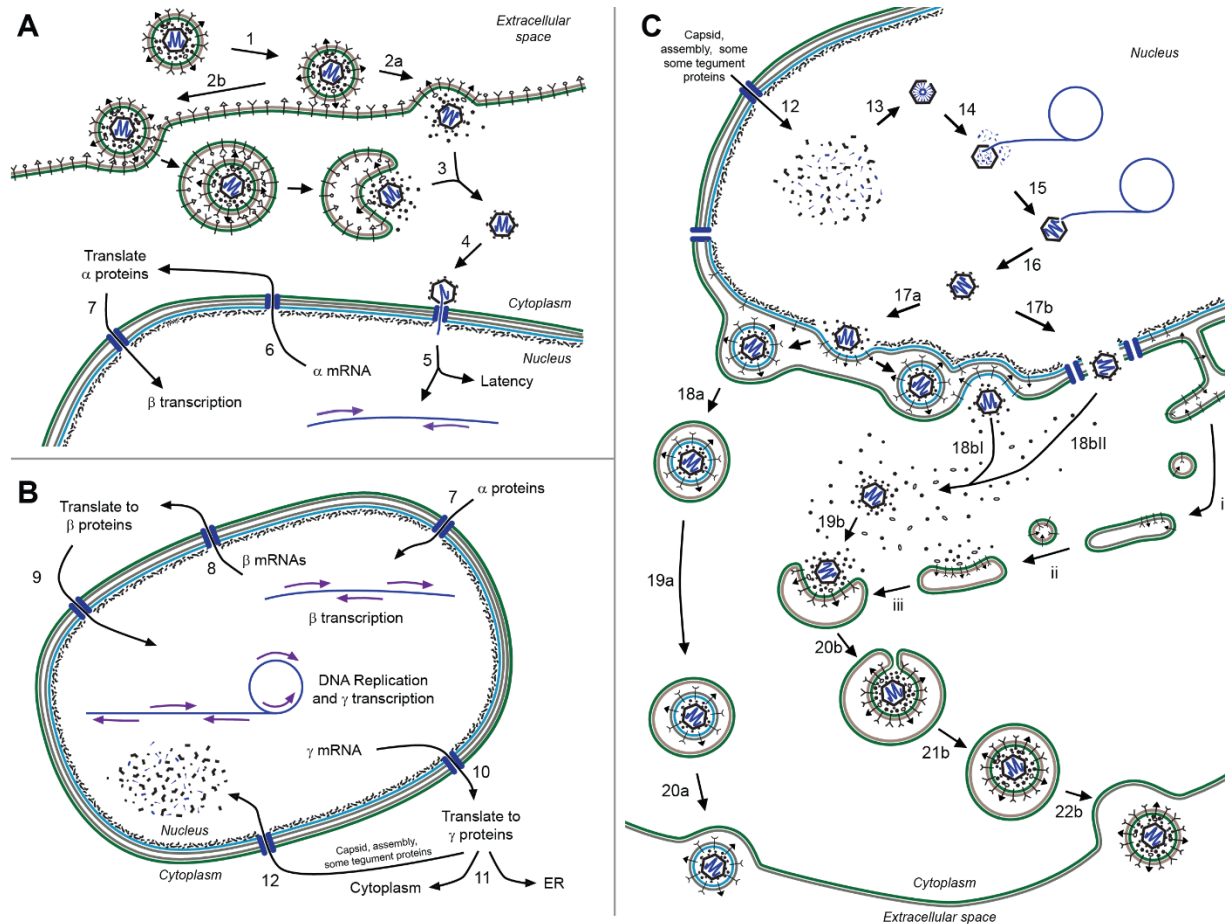 A
Extracellular
space
1
2a
2b
3
4
Translate
α proteins
7
Cytoplasm
Nucleus
6
5
α mRNA
Latency
β transcription
B
Translate to
β proteins
7
α proteins
9
8
β mRNAs
β transcription
DNA Replication
and γ transcription
γ mRNA
10
Nucleus
Translate to
γ proteins
Capsid, assembly,
some tegument proteins
Cytoplasm
12
Cytoplasm
11
ER
C
Capsid,
assembly, some
some tegument
proteins
Nucleus
12
13
14
15
16
17a
17b
18a
18bI
18bII
i
19b
ii
iii
19a
20b
21b
20a
22b
Cytoplasm
Extracellular space